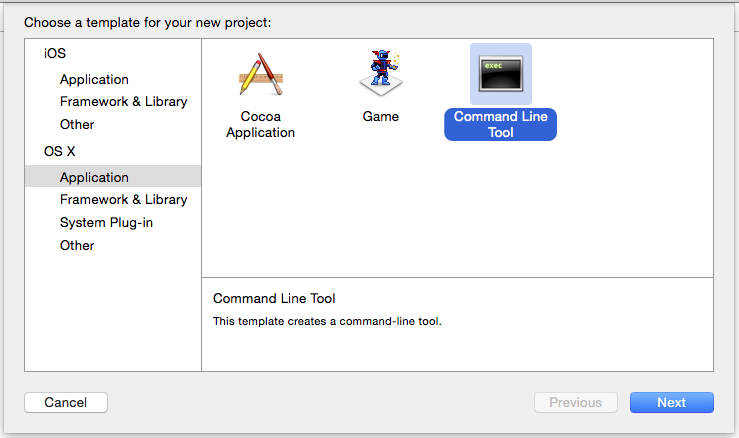 Choose a template for your new project:
iOS
Application
Framework & Library
Other
OS X
Application
Framework & Library
System Plug-in
Other
Cocoa
Application
Game
exec
Command Line
Tool
Command Line Tool
This template creates a command-line tool.
Cancel
Previous
Next